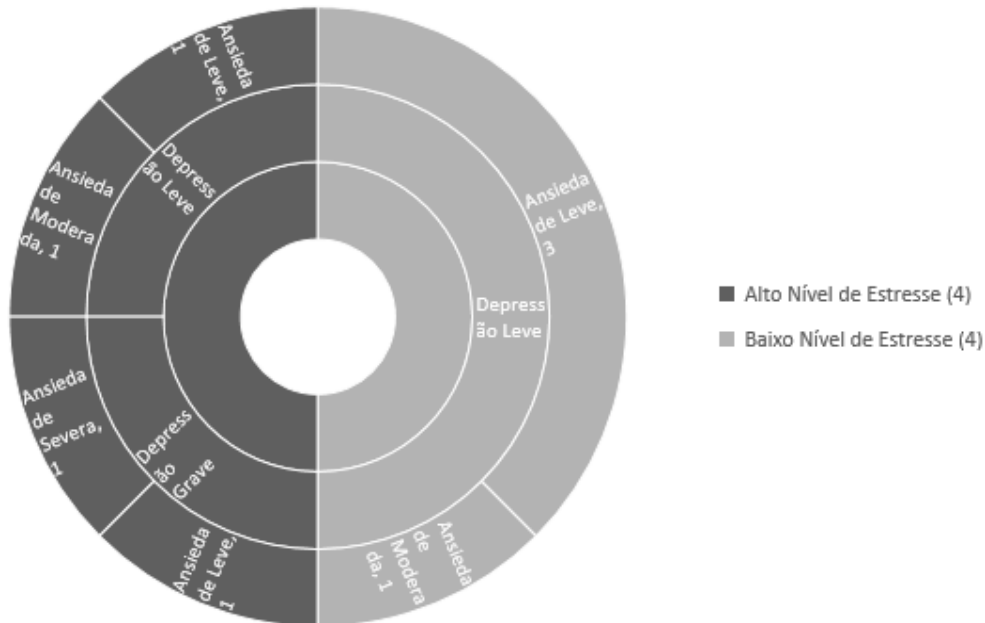 Ansieda
de Leve,
1
Depress
ão Leve
Ansieda
de
Modera
da, 1
Ansieda
de
Severa,
1
Depress
ão
Grave
Ansieda
de Leve,
1
Ansieda
de Leve,
3
Depress
ão Leve
Ansieda
de
Modera
da, 1
Alto Nível de Estresse (4)
Baixo Nível de Estresse (4)